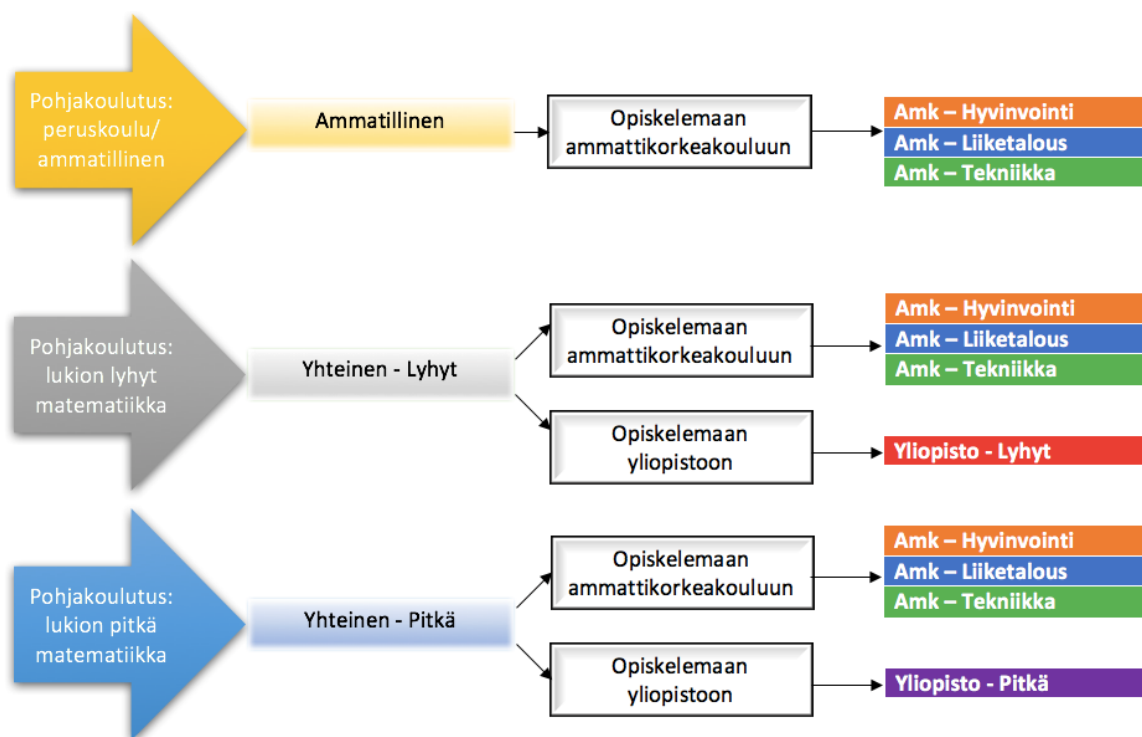 Pohjakoulutus:
peruskoulu/
ammatillinen
Ammatillinen
Opiskelemaan
ammattikorkeakouluun
Amk – Hyvinvointi
Amk – Liiketalous
Amk – Tekniikka
Pohjakoulutus:
lukion lyhyt
matematiikka
Yhteinen - Lyhyt
Opiskelemaan
ammattikorkeakouluun
Amk – Hyvinvointi
Amk – Liiketalous
Amk – Tekniikka
Opiskelemaan
yliopistoon
Yliopisto - Lyhyt
Pohjakoulutus:
lukion pitkä
matematiikka
Yhteinen - Pitkä
Opiskelemaan
ammattikorkeakouluun
Amk – Hyvinvointi
Amk – Liiketalous
Amk – Tekniikka
Opiskelemaan
yliopistoon
Yliopisto - Pitkä